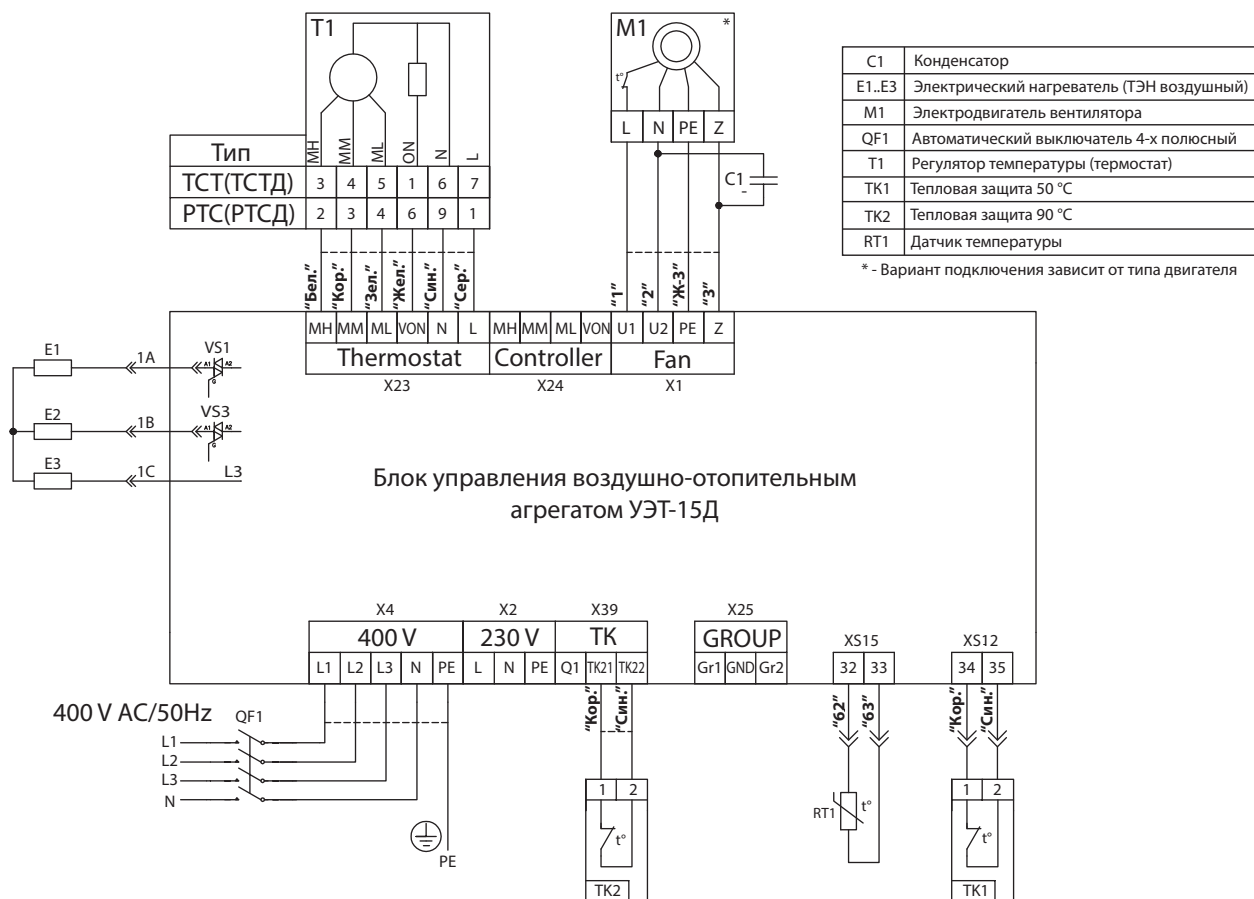 T1
MH
MM
ML
ON
N
L
Тип
ТСТ(ТСТД) 3 4 5 1 6 7
РТС(РТСД) 2 3 4 6 9 1
"Бел."
"Кор."
"Зел."
"Жел."
"Син."
"Сер."
M1 *
t°
L N PE Z
C1
"1"
"2"
"Ж-З"
"3"
C1 Конденсатор
E1..E3 Электрический нагреватель (ТЭН воздушный)
M1 Электродвигатель вентилятора
QF1 Автоматический выключатель 4-х полюсный
T1 Регулятор температуры (термостат)
TK1 Тепловая защита 50 °C
TK2 Тепловая защита 90 °C
RT1 Датчик температуры
* - Вариант подключения зависит от типа двигателя
MH MM ML VON N L MH MM ML VON U1 U2 PE Z
Thermostat Controller Fan
X23 X24 X1
E1 1A VS1
A1 A2
G
E2 1B VS3
A1 A2
G
E3 1C L3
Блок управления воздушно-отопительным
агрегатом УЭТ-15Д
X4 X2 X39 X25 XS15 XS12
400 V 230 V TK GROUP
L1 L2 L3 N PE L N PE Q1 TK21 TK22 Gr1 GND Gr2 32 33 34 35
"Кор."
"Син."
"62"
"63"
"Кор."
"Син."
400 V AC/50Hz QF1
L1
L2
L3
N
PE
1 2
t°
TK2
RT1 t°
1 2
t°
TK1